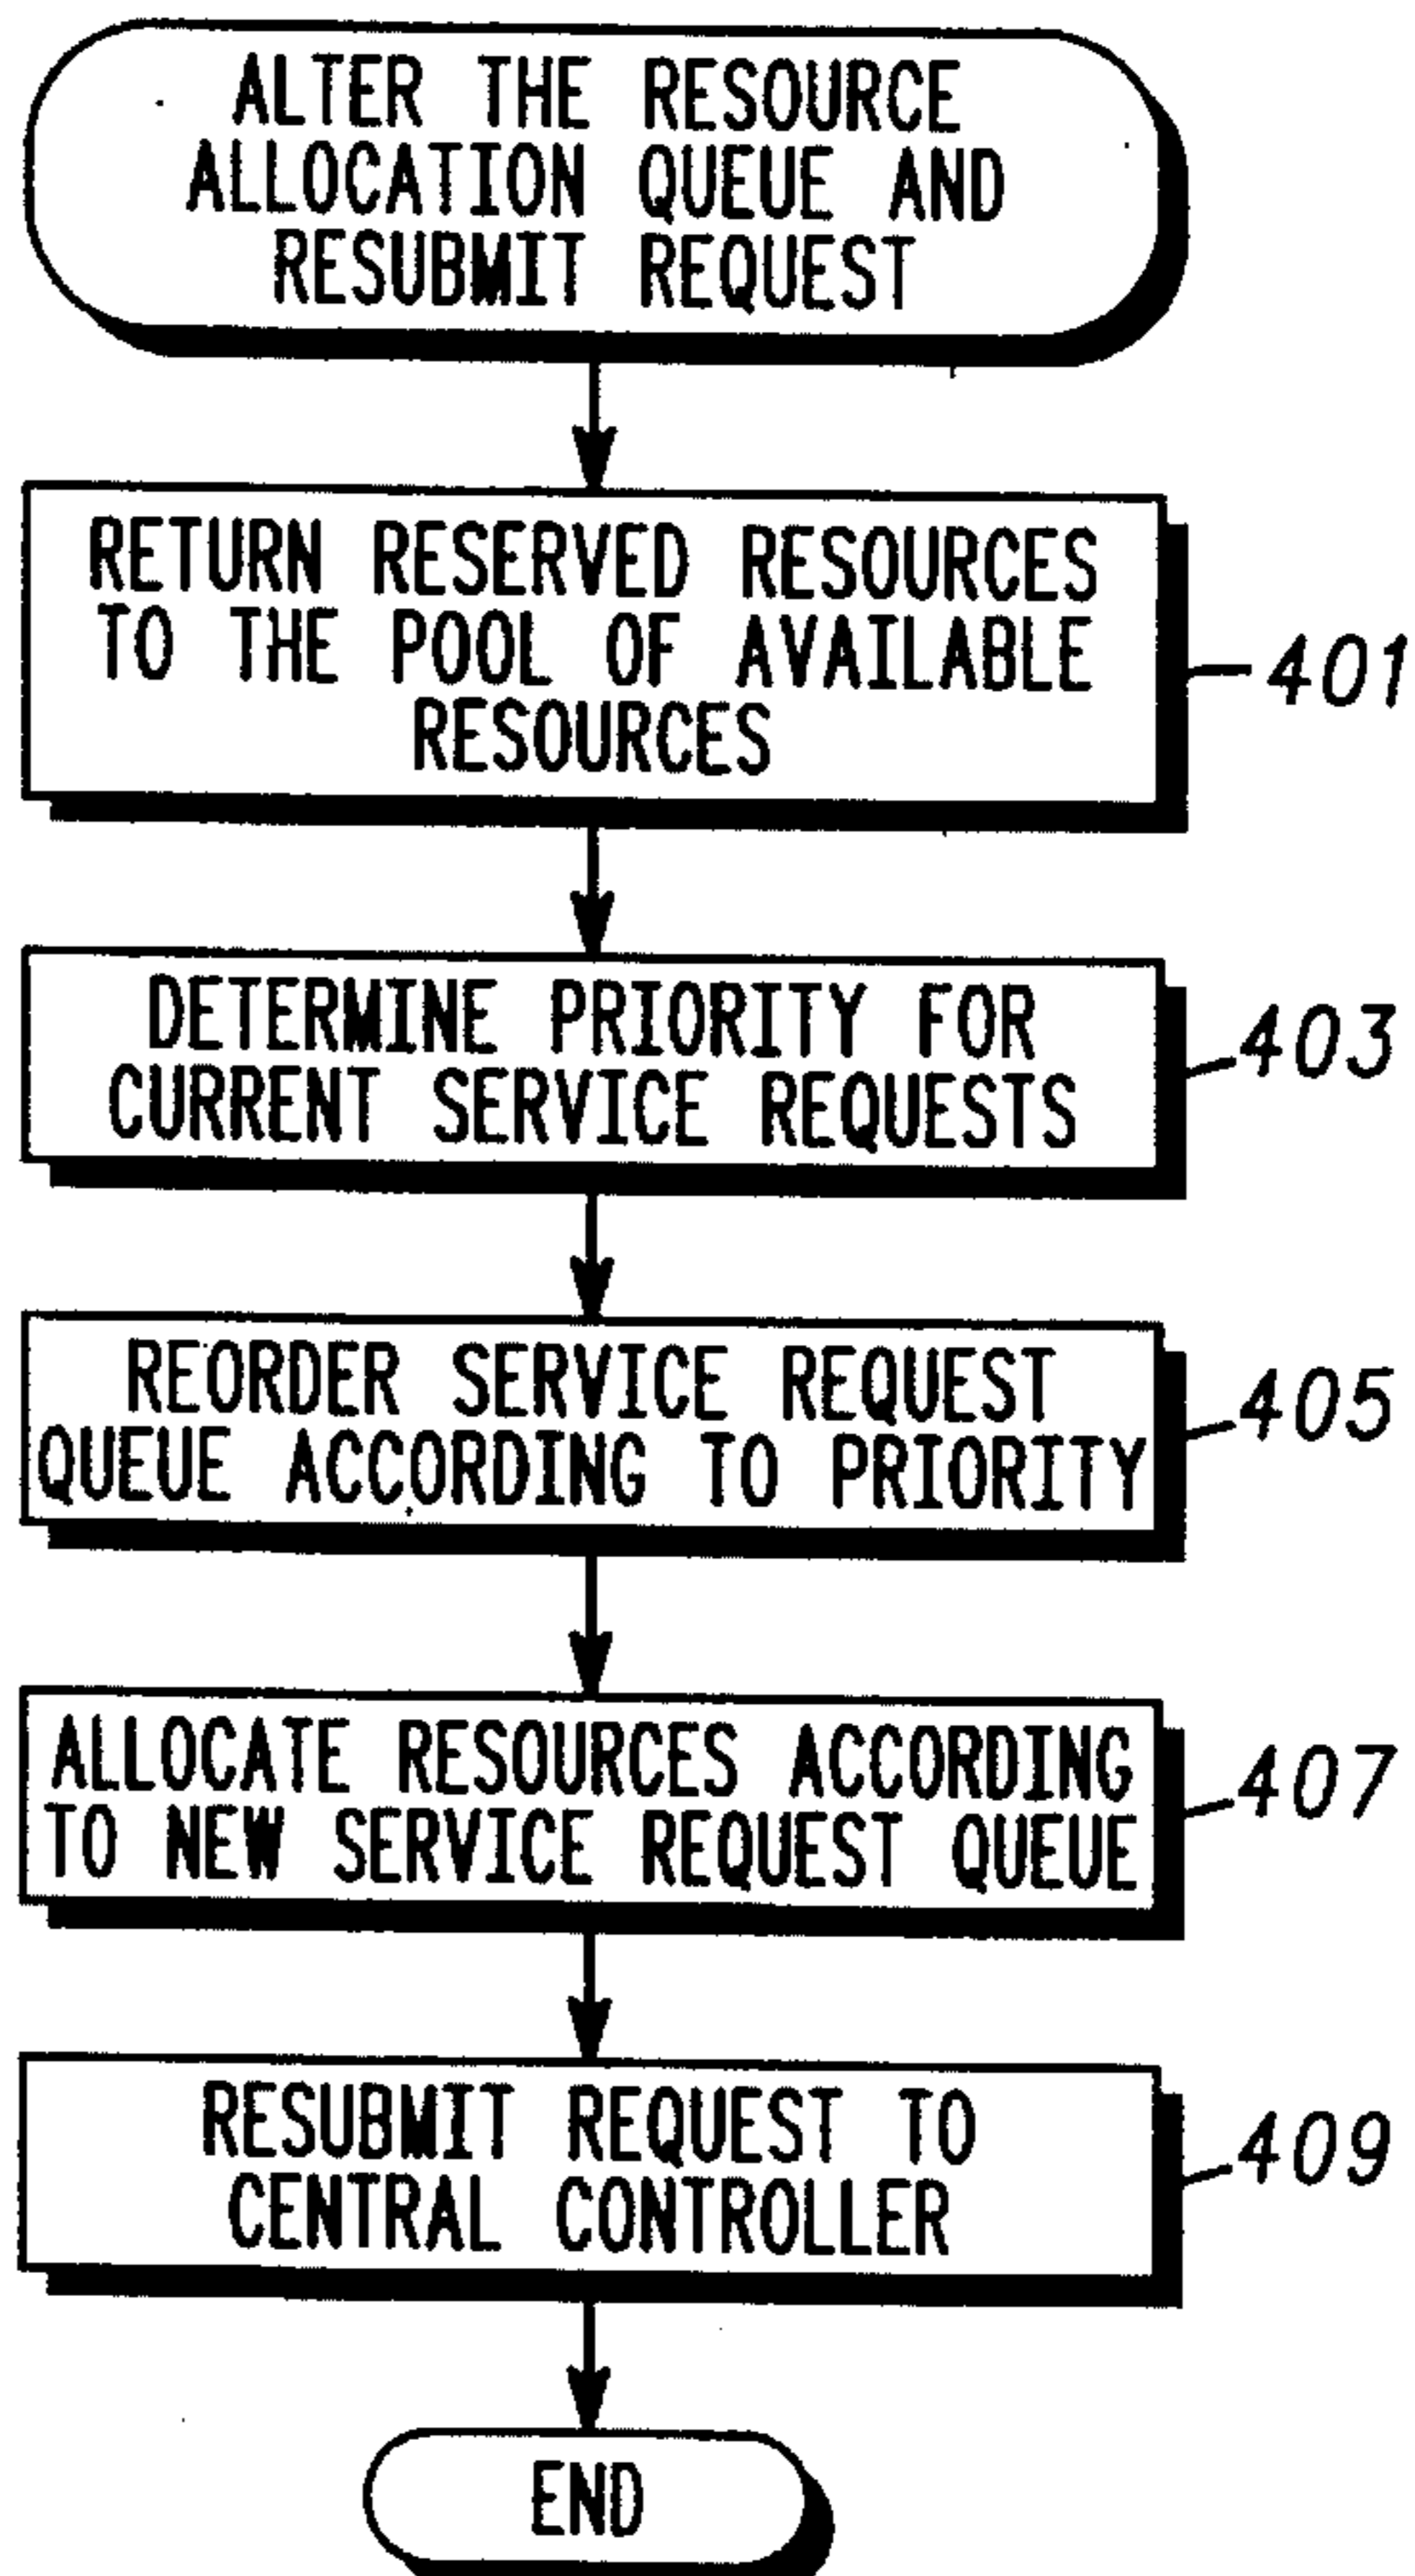 ALTER THE RESOURCE
ALLOCATION QUEUE AND
RESUBMIT REQUEST
RETURN RESERVED RESOURCES
TO THE POOL OF AVAILABLE
RESOURCES
401
DETERMINE PRIORITY FOR
CURRENT SERVICE REQUESTS
403
REORDER SERVICE REQUEST
QUEUE ACCORDING TO PRIORITY
405
ALLOCATE RESOURCES ACCORDING
TO NEW SERVICE REQUEST QUEUE
407
RESUBMIT REQUEST TO
CENTRAL CONTROLLER
409
END